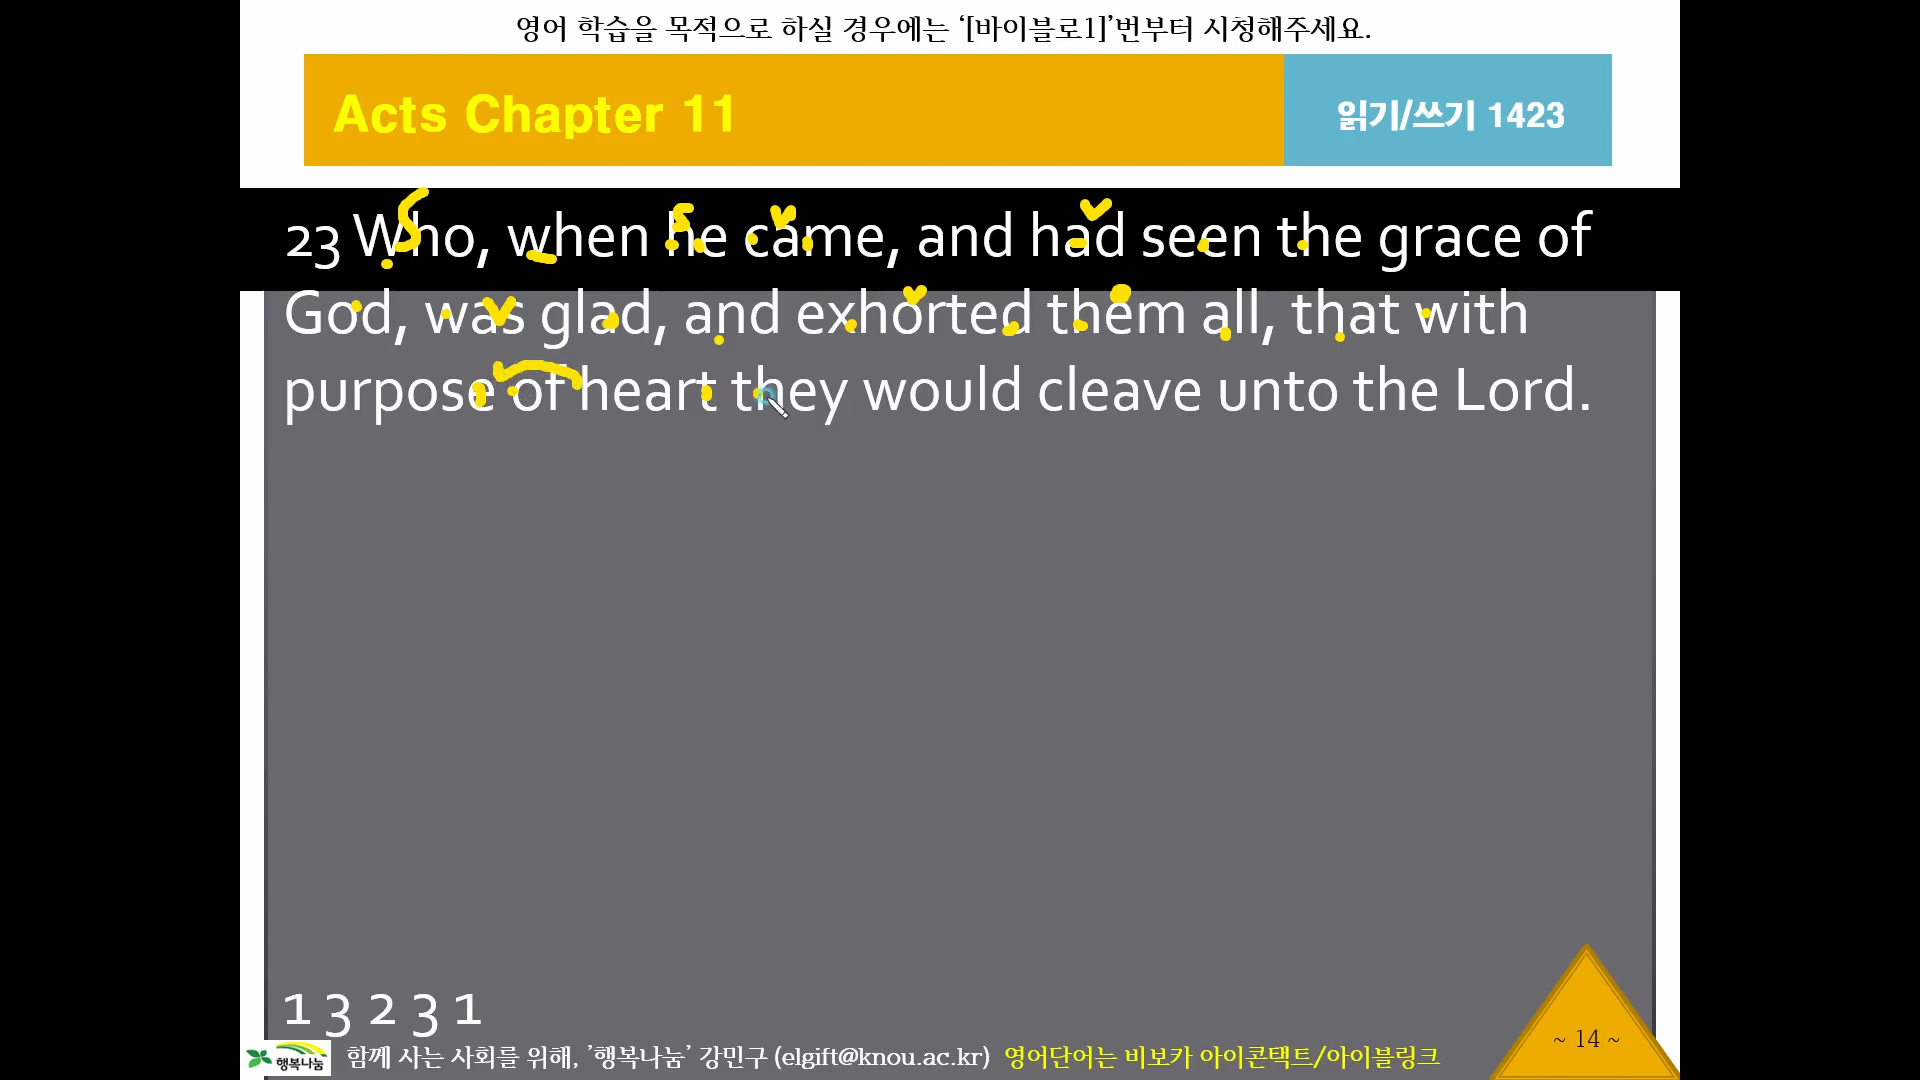 영어 학습을 목적으로 하실 경우에는 ‘[바이블로1]’번부터 시청해주세요.
Acts Chapter 11
읽기/쓰기 1423
23 Who, when he came, and had seen the grace of
God, was glad, and exhorted them all, that with
purpose of heart they would cleave unto the Lord.
1 3 2 3 1
~ 14 ~
행복나눔
함께 사는 사회를 위해, ’행복나눔’ 강민구 (elgift@knou.ac.kr) 영어단어는 비보카 아이콘택트/아이블링크